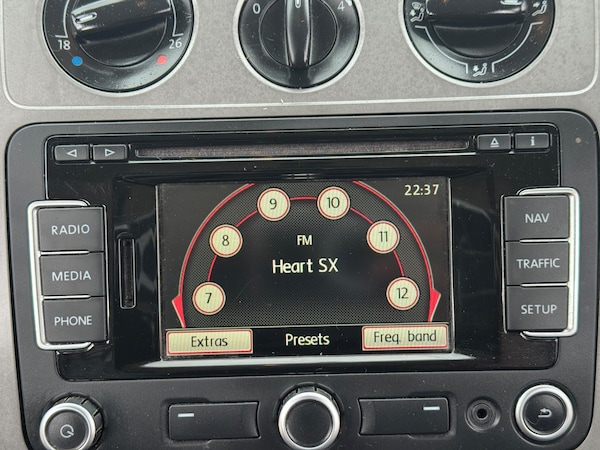 18 26
0 4
i
22:37
RADIO
MEDIA
PHONE
7 8 9 10 11 12
FM
Heart SX
Extras Presets Freq. band
NAV
TRAFFIC
SETUP